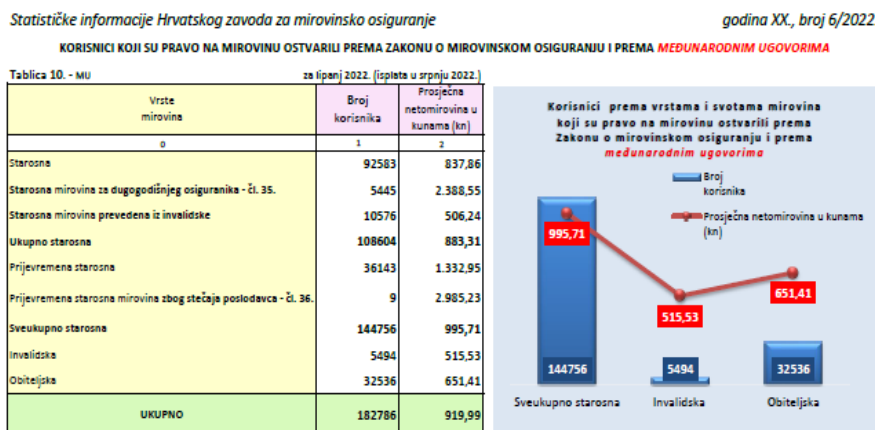 Statističke informacije Hrvatskog zavoda za mirovinsko osiguranje
godina XX., broj 6/2022.
KORISNICI KOJI SU PRAVO NA MIROVINU OSTVARILI PREMA ZAKONU O MIROVINSKOM OSIGURANJU I PREMA MEĐUNARODNIM UGOVORIMA
Tablica 10. - MU
za lipanj 2022. (isplata u srpnju 2022.)
Vrste mirovina Broj korisnika Prosječna netomirovina u kunama (kn)
0 1 2
Starosna 92583 837,86
Starosna mirovina za dugogodišnjeg osiguranika - čl. 35. 5445 2.388,55
Starosna mirovina prevedena iz invalidske 10576 506,24
Ukupno starosna 108604 883,31
Prijevremena starosna 36143 1.332,95
Prijevremena starosna mirovina zbog stečaja poslodavca - čl. 36. 9 2.985,23
Sveukupno starosna 144756 995,71
Invalidska 5494 515,53
Obiteljska 32536 651,41
UKUPNO 182786 919,99
Korisnici prema vrstama i svotama mirovina
koji su pravo na mirovinu ostvarili prema
Zakonu o mirovinskom osiguranju i prema
međunarodnim ugovorima
Broj
korisnika
Prosječna netomirovina u kunama
(kn)
995,71
515,53
651,41
144756 5494 32536
Sveukupno starosna Invalidska Obiteljska